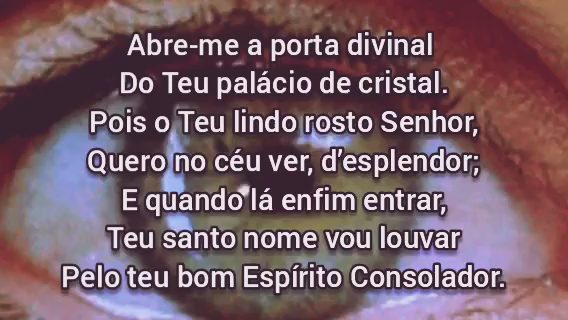 Abre-me a porta divinal
Do Teu palácio de cristal.
Pois o Teu lindo rosto Senhor,
Quero no céu ver, d'esplendor;
E quando lá enfim entrar,
Teu santo nome vou louvar
Pelo teu bom Espírito Consolador.